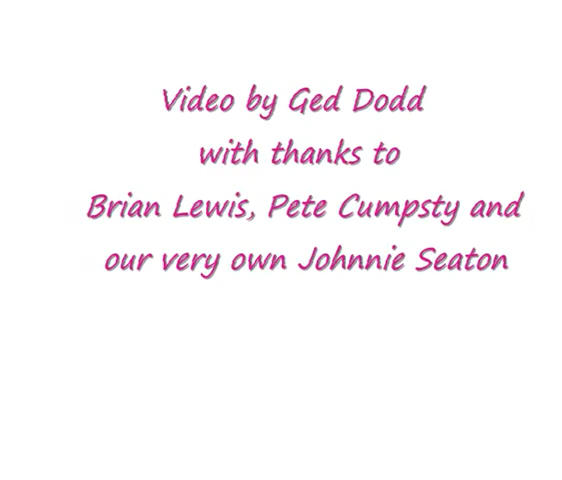 Video by Ged Dodd
with thanks to
Brian Lewis, Pete Cumpsty and
our very own Johnnie Seaton